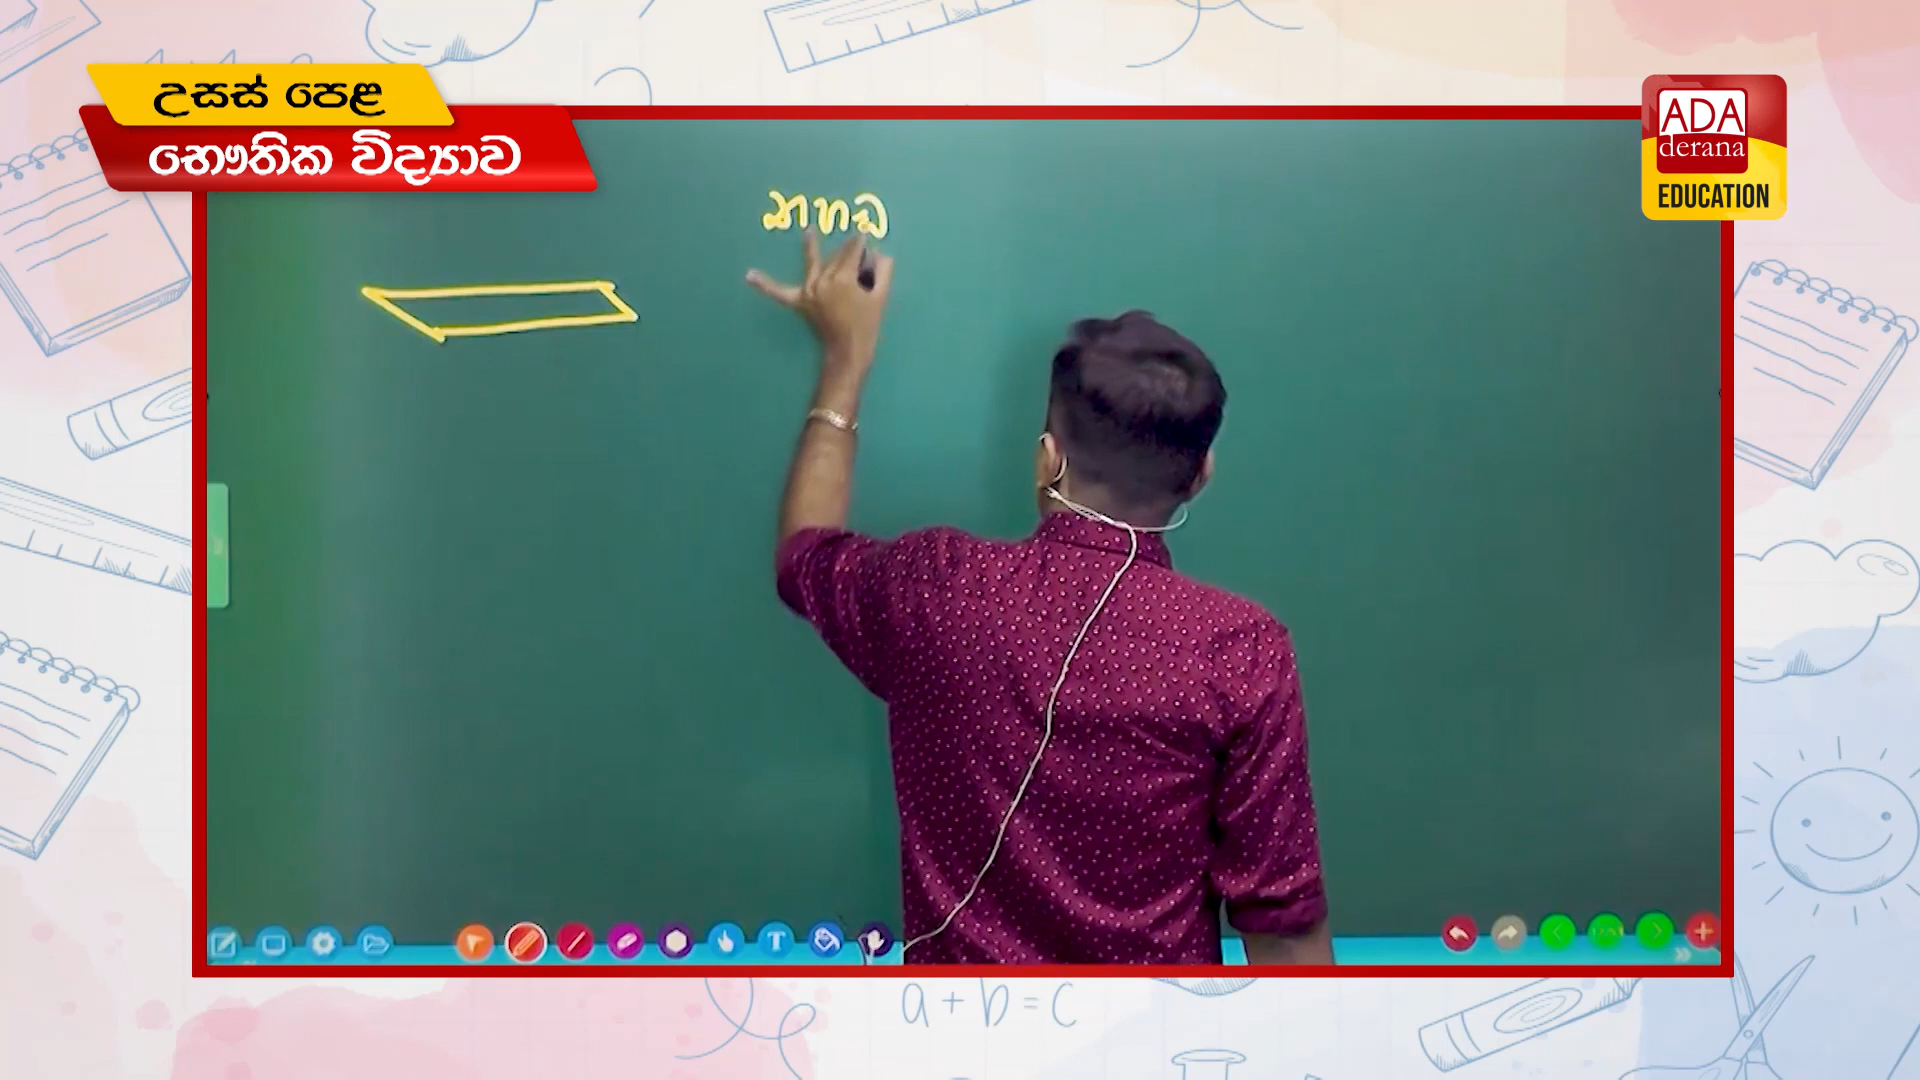 උසස් පෙළ
භෞතික විද්‍යාව
ADA
derana
EDUCATION
a + b = c